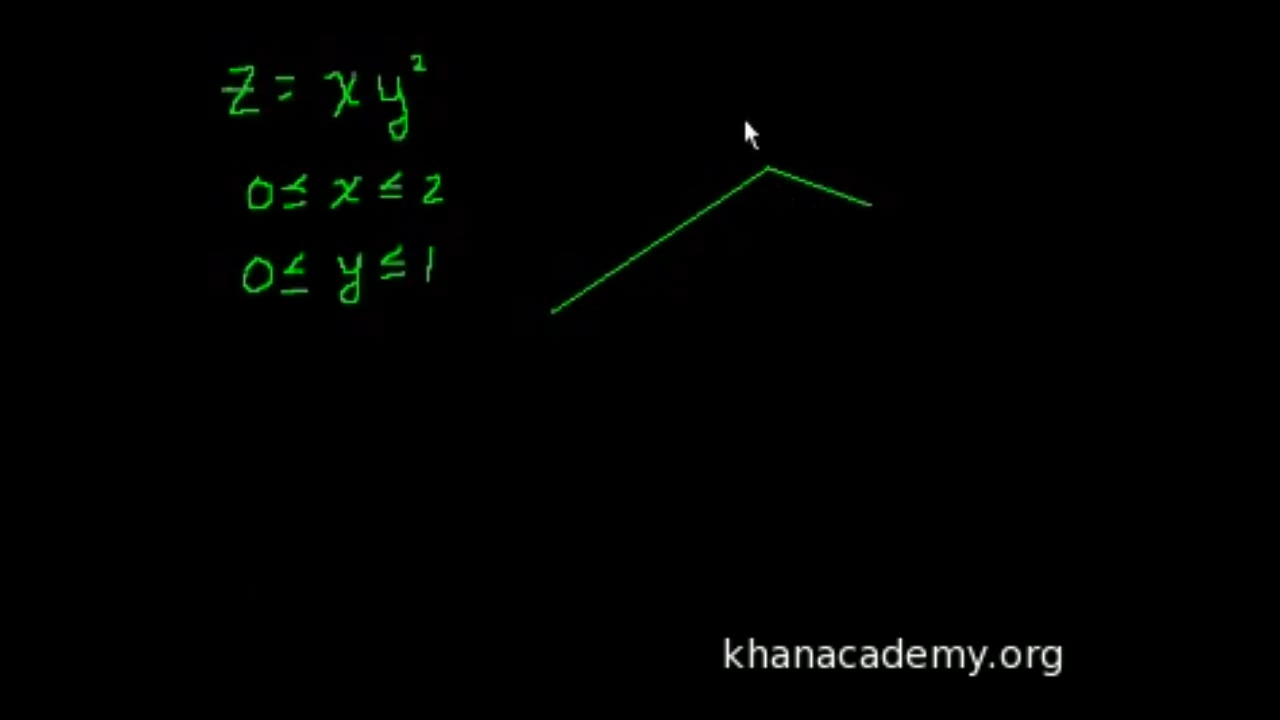 z = xy²
0 ≤ x ≤ 2
0 ≤ y ≤ 1
khanacademy.org